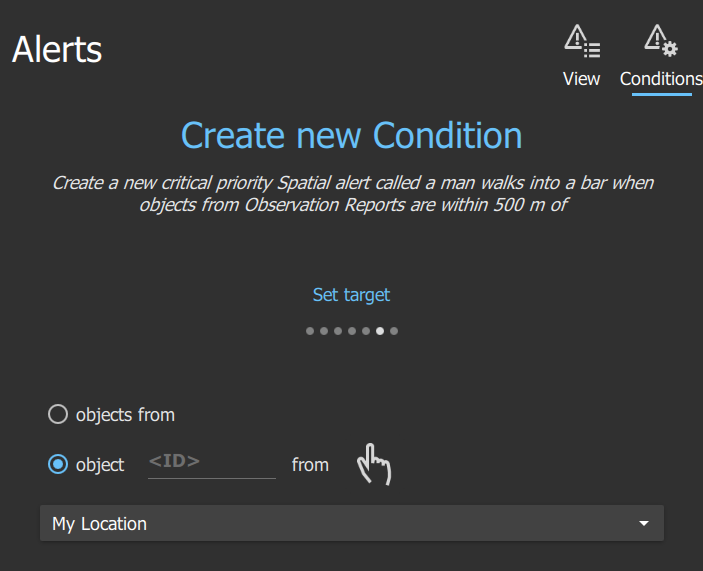 Alerts
View
Conditions
Create new Condition
Create a new critical priority Spatial alert called a man walks into a bar when
objects from Observation Reports are within 500 m of
Set target
objects from
object <ID> from
My Location